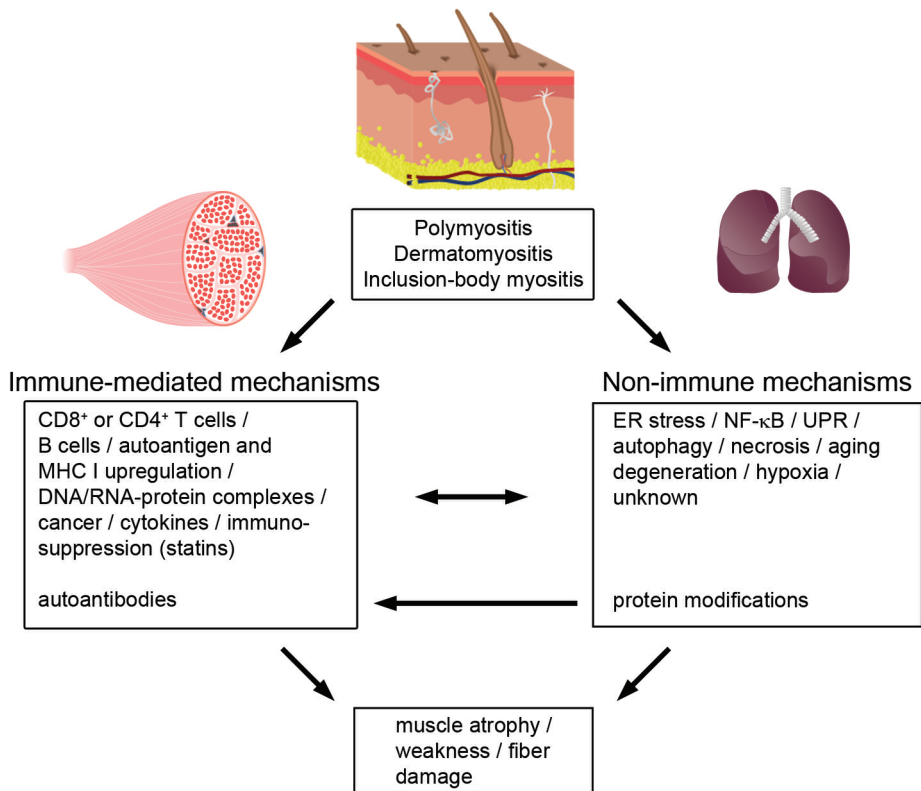 Polymyositis
Dermatomyositis
Inclusion-body myositis
Immune-mediated mechanisms
CD8⁺ or CD4⁺ T cells /
B cells / autoantigen and
MHC I upregulation /
DNA/RNA-protein complexes /
cancer / cytokines / immuno-
suppression (statins)
autoantibodies
Non-immune mechanisms
ER stress / NF-κB / UPR /
autophagy / necrosis / aging
degeneration / hypoxia /
unknown
protein modifications
muscle atrophy /
weakness / fiber
damage